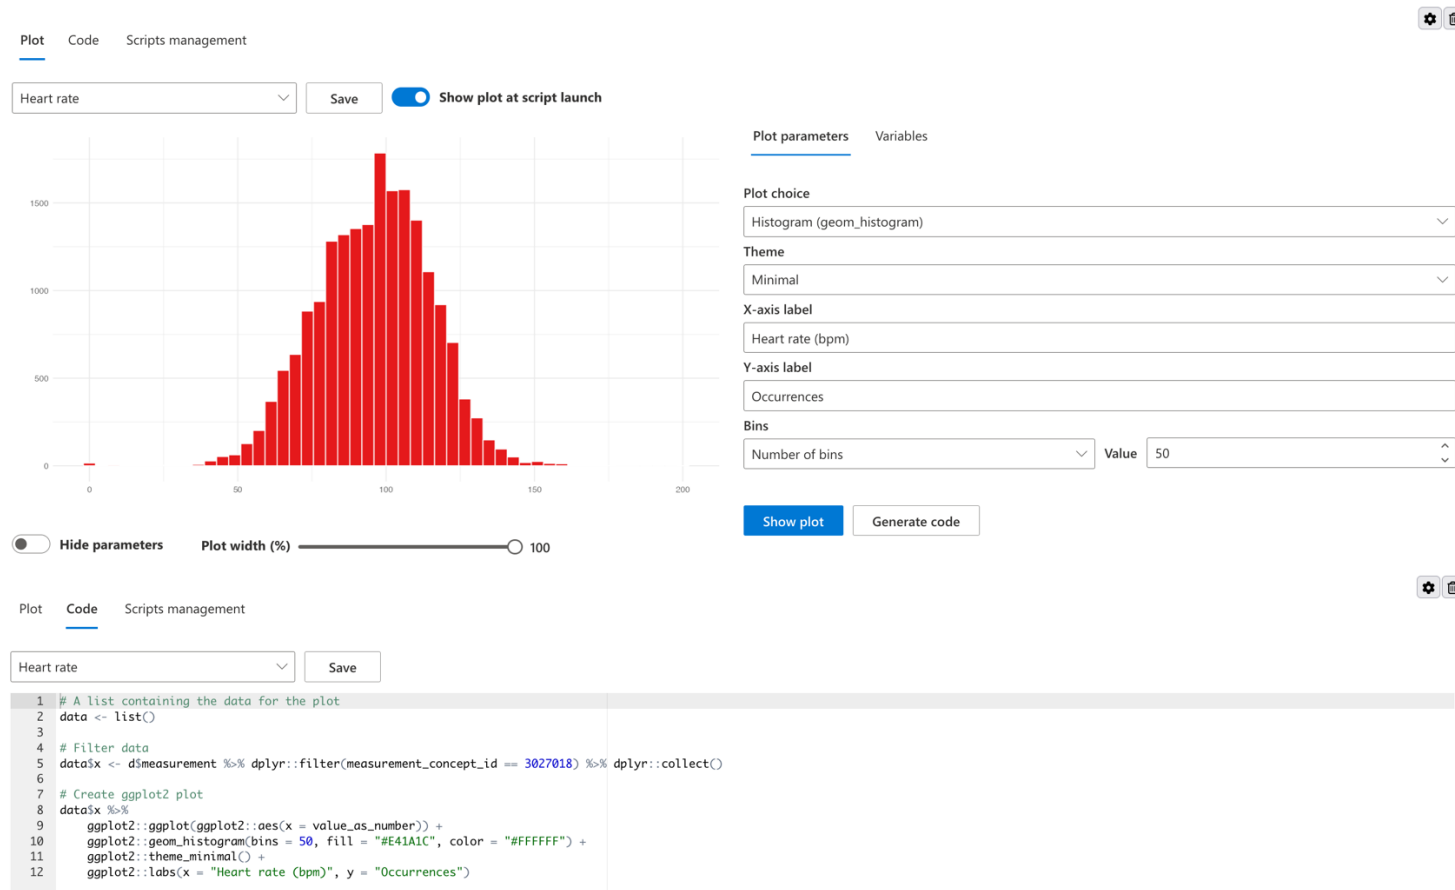 Plot Code Scripts management
Heart rate Save Show plot at script launch
1500
1000
500
0
0 50 100 150 200
Hide parameters Plot width (%) 100
Plot parameters Variables
Plot choice
Histogram (geom_histogram)
Theme
Minimal
X-axis label
Heart rate (bpm)
Y-axis label
Occurrences
Bins
Number of bins Value 50
Show plot Generate code
Plot Code Scripts management
Heart rate Save
1 # A list containing the data for the plot
2 data <- list()
3
4 # Filter data
5 data$x <- d$measurement %>% dplyr::filter(measurement_concept_id == 3027018) %>% dplyr::collect()
6
7 # Create ggplot2 plot
8 data$x %>%
9 ggplot2::ggplot(ggplot2::aes(x = value_as_number)) +
10 ggplot2::geom_histogram(bins = 50, fill = "#E41A1C", color = "#FFFFFF") +
11 ggplot2::theme_minimal() +
12 ggplot2::labs(x = "Heart rate (bpm)", y = "Occurrences")